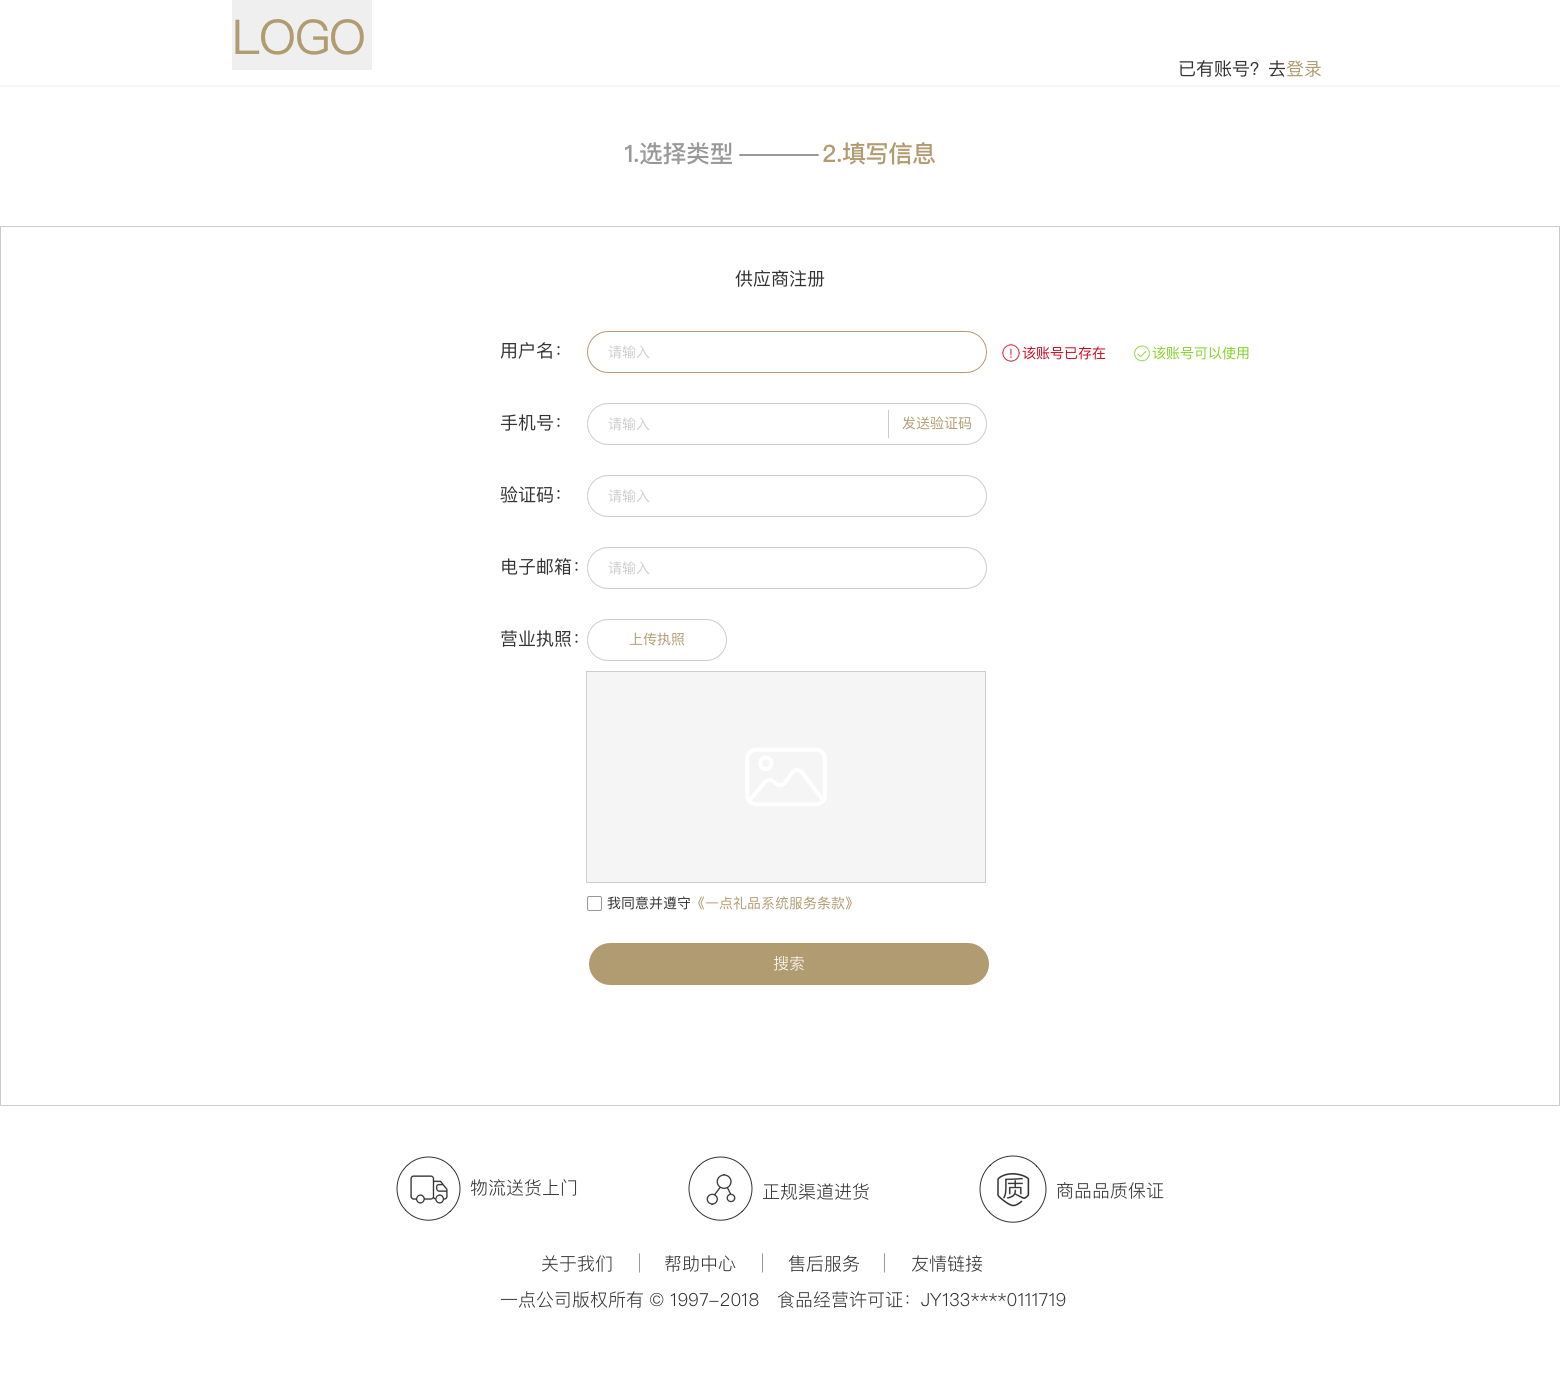 LOGO
已有账号？去登录
1.选择类型 ———— 2.填写信息
供应商注册
用户名： 请输入 该账号已存在 该账号可以使用
手机号： 请输入 发送验证码
验证码： 请输入
电子邮箱： 请输入
营业执照： 上传执照
我同意并遵守《一点礼品系统服务条款》
搜索
物流送货上门 正规渠道进货 质 商品品质保证
关于我们 | 帮助中心 | 售后服务 | 友情链接
一点公司版权所有 © 1997-2018 食品经营许可证：JY133****0111719